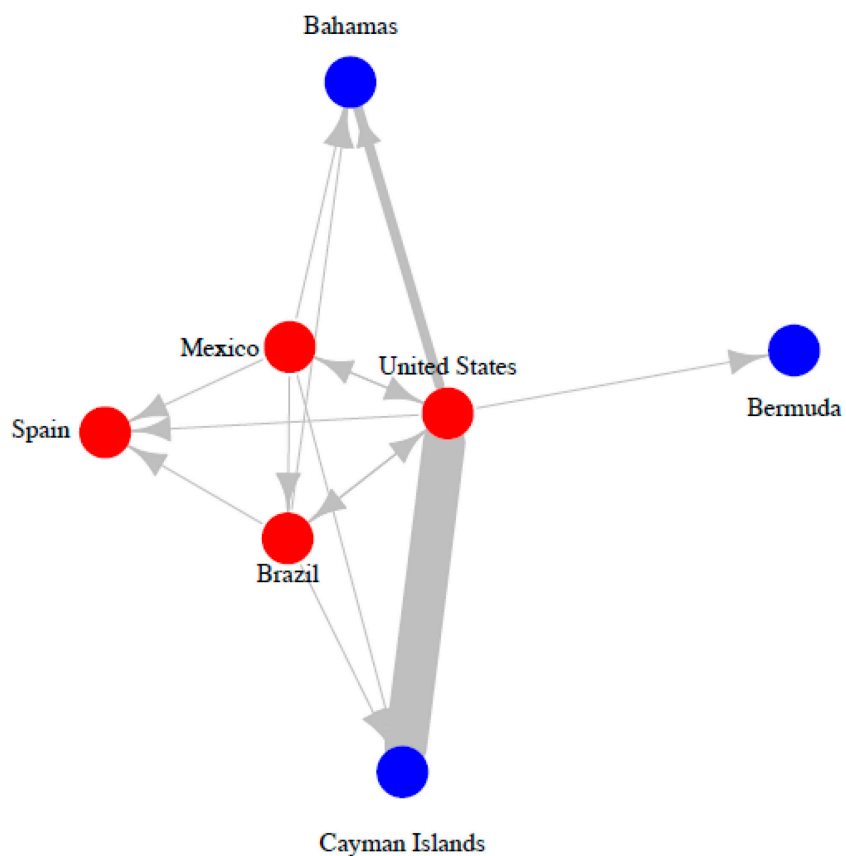 Bahamas
Mexico
United States
Spain
Bermuda
Brazil
Cayman Islands